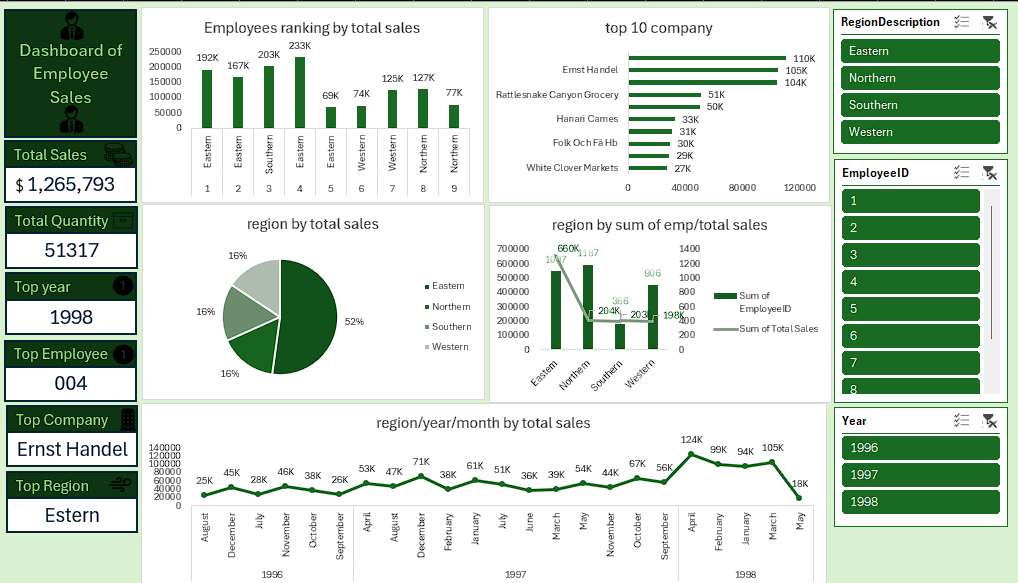 Dashboard of
Employee
Sales
Total Sales
$ 1,265,793
Total Quantity
51317
Top year
1
1998
Top Employee
1
004
Top Company
Ernst Handel
Top Region
Estern
Employees ranking by total sales
250000
200000
150000
100000
50000
0
192K
167K
203K
233K
69K
74K
125K
127K
77K
Eastern
Eastern
Southern
Eastern
Eastern
Western
Western
Northern
Northern
1 2 3 4 5 6 7 8 9
top 10 company
110K
Ernst Handel 105K
104K
Rattlesnake Canyon Grocery 51K
50K
Hanari Carnes 33K
31K
Folk Och Fä Hb 30K
29K
White Clover Markets 27K
0 40000 80000 120000
region by total sales
16%
16%
16%
52%
Eastern
Northern
Southern
Western
region by sum of emp/total sales
700000
600000
500000
400000
300000
200000
100000
0
1400
1200
1000
800
600
400
200
0
660K
1187
366
906
204K
198K
Eastern
Northern
Southern
Western
Sum of
EmployeeID
Sum of Total Sales
region/year/month by total sales
140000
120000
100000
80000
60000
40000
20000
0
25K 45K 28K 46K 38K 26K 53K 47K 71K 38K 61K 51K 36K 39K 54K 44K 67K 56K 124K 99K 94K 105K 18K
August
December
July
November
October
September
April
August
December
February
January
July
June
March
May
November
October
September
April
February
January
March
May
1996 1997 1998
RegionDescription
Eastern
Northern
Southern
Western
EmployeeID
1
2
3
4
5
6
7
8
Year
1996
1997
1998